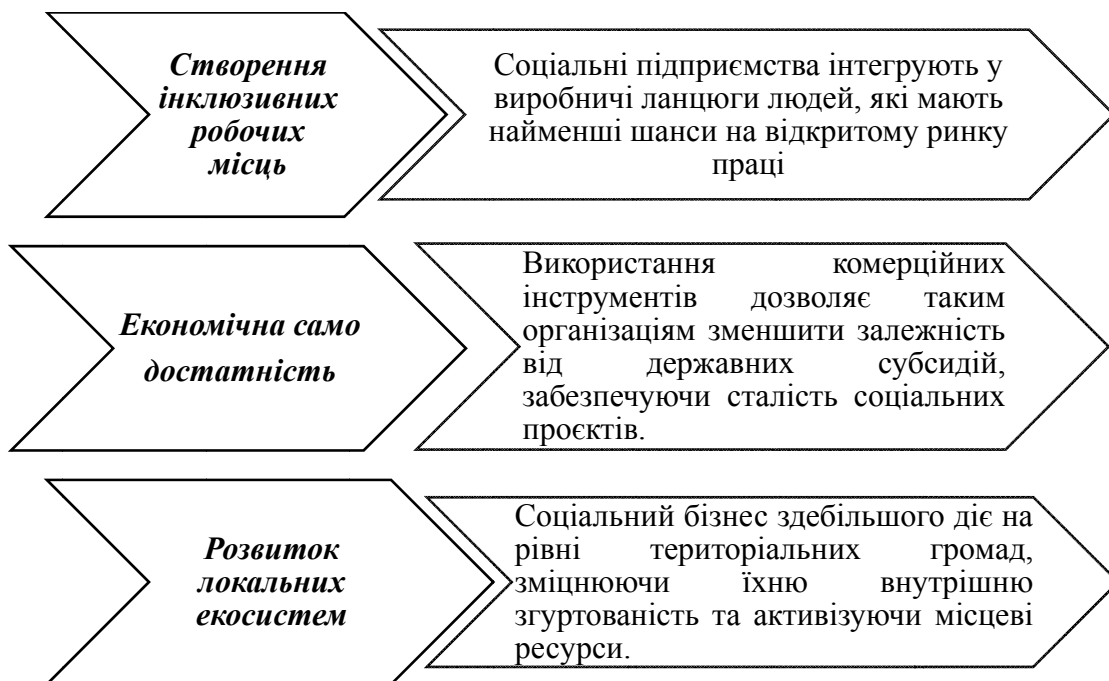 Створення
інклюзивних
робочих
місць
Соціальні підприємства інтегрують у
виробничі ланцюги людей, які мають
найменші шанси на відкритому ринку
праці
Економічна само
достатність
Використання комерційних
інструментів дозволяє таким
організаціям зменшити залежність
від державних субсидій,
забезпечуючи сталість соціальних
проєктів.
Розвиток
локальних
екосистем
Соціальний бізнес здебільшого діє на
рівні територіальних громад,
зміцнюючи їхню внутрішню
згуртованість та активізуючи місцеві
ресурси.